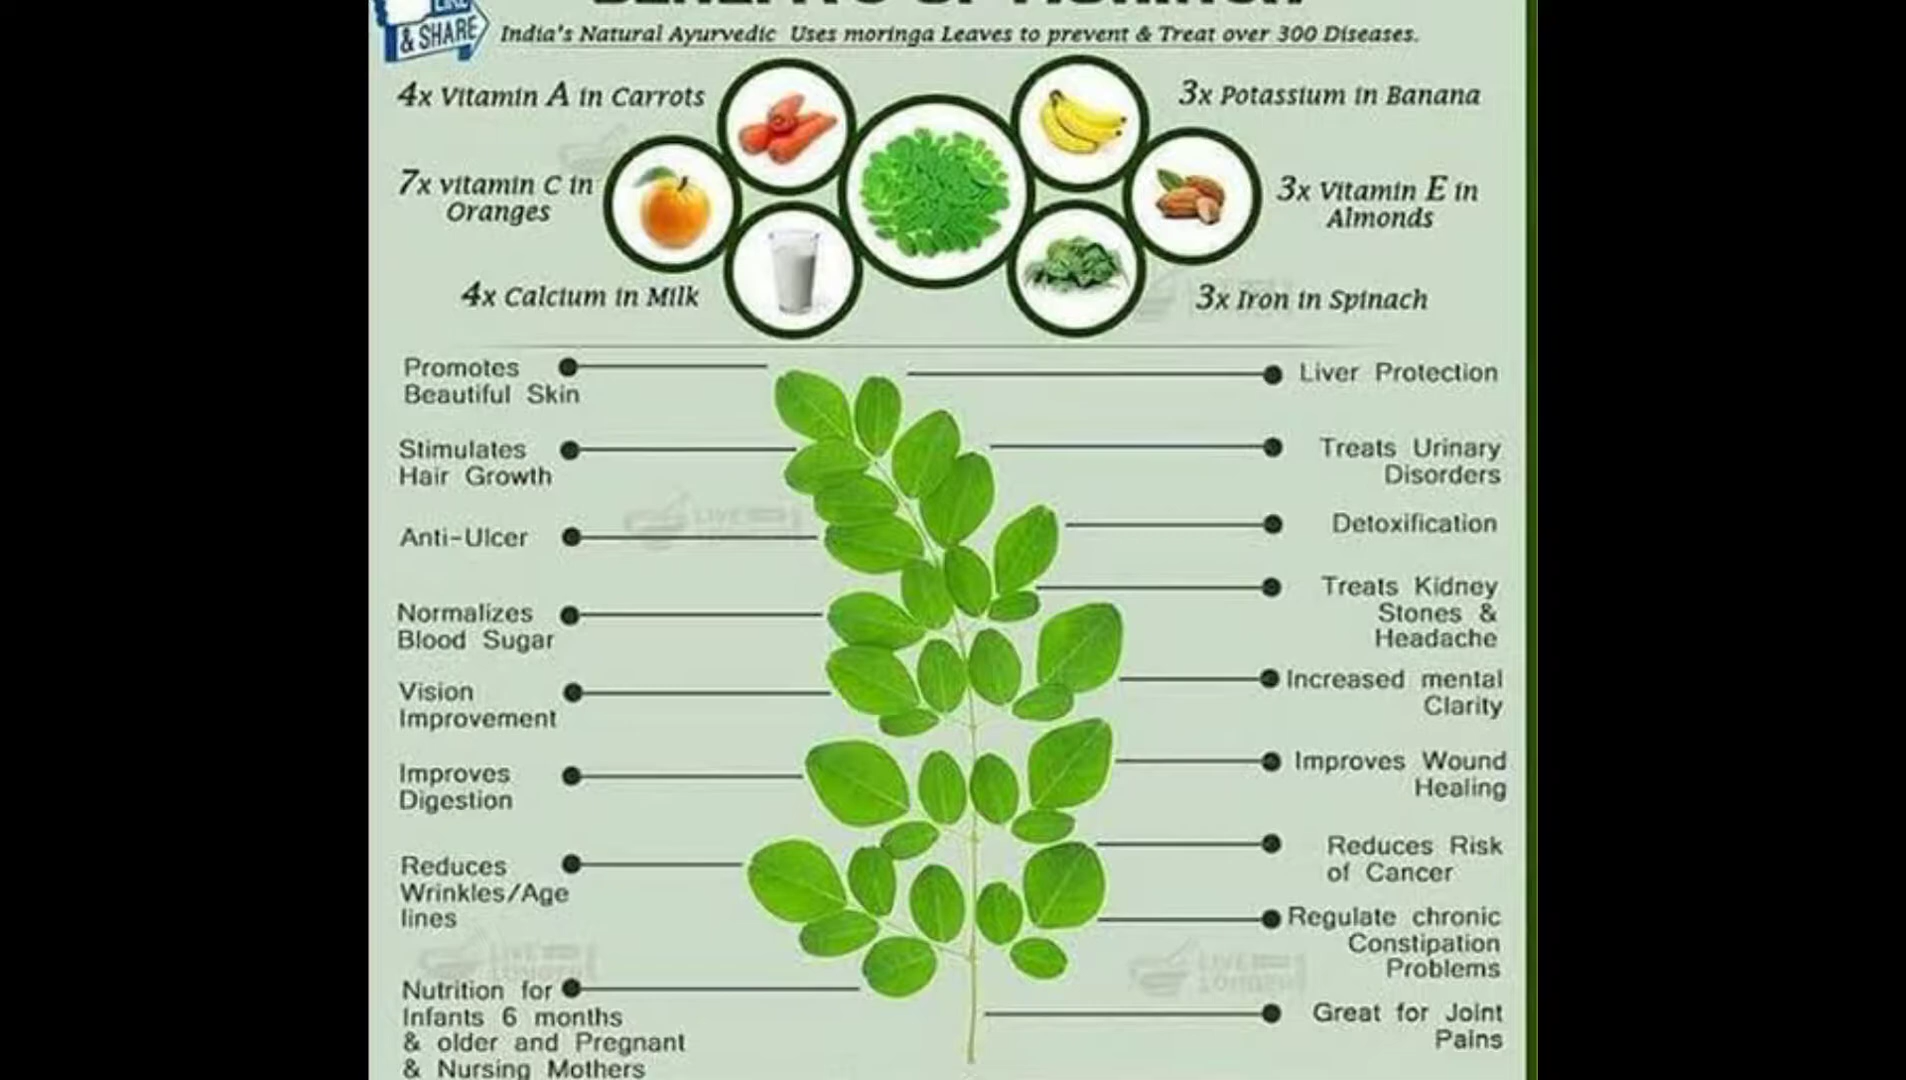 LIKE
& SHARE
India's Natural Ayurvedic Uses moringa Leaves to prevent & Treat over 300 Diseases.
4x Vitamin A in Carrots
3x Potassium in Banana
7x vitamin C in
Oranges
3x Vitamin E in
Almonds
4x Calcium in Milk
3x Iron in Spinach
Promotes
Beautiful Skin
Liver Protection
Stimulates
Hair Growth
Treats Urinary
Disorders
Anti-Ulcer
Detoxification
Normalizes
Blood Sugar
Treats Kidney
Stones &
Headache
Vision
Improvement
Increased mental
Clarity
Improves
Digestion
Improves Wound
Healing
Reduces
Wrinkles/Age
lines
Reduces Risk
of Cancer
Regulate chronic
Constipation
Problems
Nutrition for
Infants 6 months
& older and Pregnant
& Nursing Mothers
Great for Joint
Pains